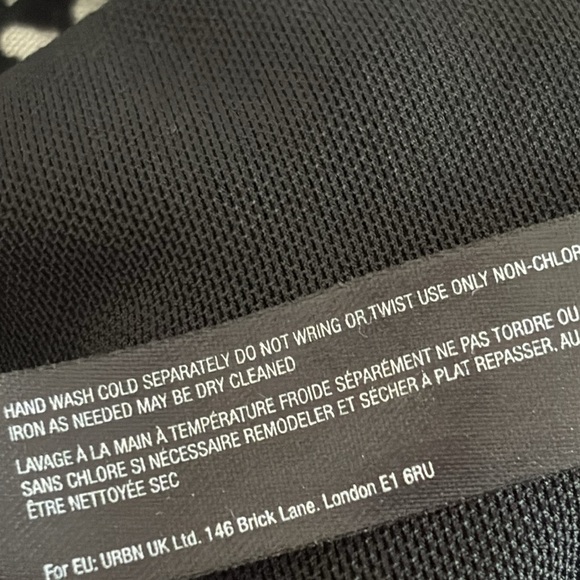 HAND WASH COLD SEPARATELY DO NOT WRING OR TWIST USE ONLY NON-CHLOR
IRON AS NEEDED MAY BE DRY CLEANED
LAVAGE À LA MAIN À TEMPÉRATURE FROIDE SÉPARÉMENT NE PAS TORDRE OU
SANS CHLORE SI NÉCESSAIRE REMODELER ET SÉCHER À PLAT REPASSER. AU
ÊTRE NETTOYÉE SEC
For EU: URBN UK Ltd. 146 Brick Lane. London E1 6RU